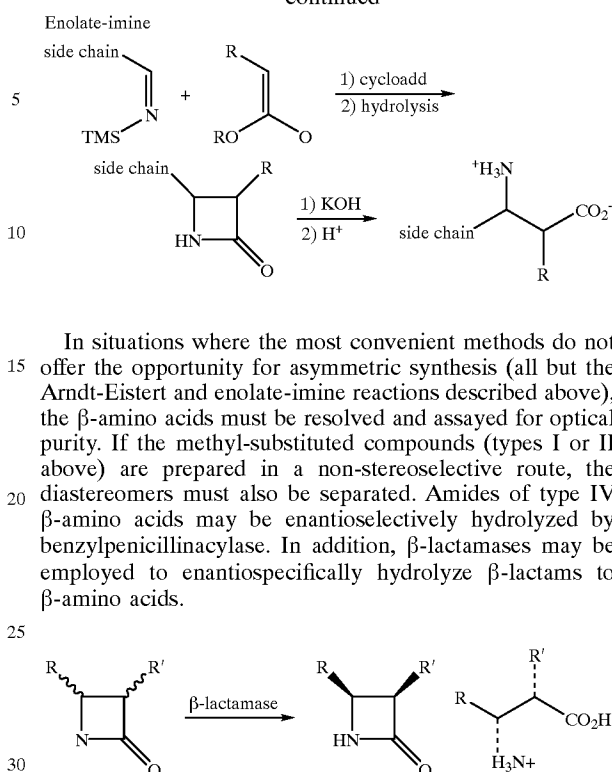 continued
Enolate-imine
side chain
R
5
+
1) cycloadd
2) hydrolysis
N
TMS
RO
O
side chain
R
+H3N
CO2-
1) KOH
2) H+
10
HN
side chain
O
R
In situations where the most convenient methods do not
15
offer the opportunity for asymmetric synthesis (all but the
Arndt-Eistert and enolate-imine reactions described above),
the β-amino acids must be resolved and assayed for optical
purity. If the methyl-substituted compounds (types I or II
above) are prepared in a non-stereoselective route, the
20
diastereomers must also be separated. Amides of type IV
β-amino acids may be enantioselectively hydrolyzed by
benzylpenicillinacylase. In addition, β-lactamases may be
employed to enantiospecifically hydrolyze β-lactams to
β-amino acids.
25
R
R'
R
R'
R'
β-lactamase
R
CO2H
N
HN
30
O
O
H3N+